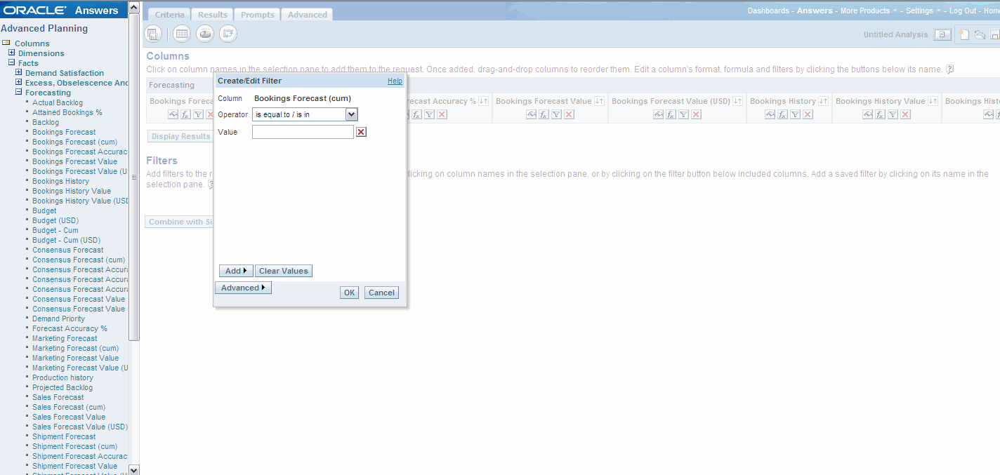 ORACLE Answers
Advanced Planning
Columns
Dimensions
Facts
Demand Satisfaction
Excess, Obselescence And
Forecasting
Actual Backlog
Attained Bookings %
Backlog
Bookings Forecast
Bookings Forecast (cum)
Bookings Forecast Accurac
Bookings Forecast Value
Bookings Forecast Value (U
Bookings History
Bookings History Value
Bookings History Value (USD
Budget
Budget (USD)
Budget - Cum
Budget - Cum (USD)
Consensus Forecast
Consensus Forecast (cum)
Consensus Forecast Accura
Consensus Forecast Accura
Consensus Forecast Accura
Consensus Forecast Value
Consensus Forecast Value
Demand Priority
Forecast Accuracy %
Marketing Forecast
Marketing Forecast (cum)
Marketing Forecast Value
Marketing Forecast Value (U
Production history
Projected Backlog
Sales Forecast
Sales Forecast (cum)
Sales Forecast Value
Sales Forecast Value (USD)
Shipment Forecast
Shipment Forecast (cum)
Shipment Forecast Accurac
Shipment Forecast Value
Criteria Results Prompts Advanced
Dashboards - Answers - More Products - Settings - Log Out - Home
Untitled Analysis
Columns
Click on column names in the selection pane to add them to the request. Once added, drag-and-drop columns to reorder them. Edit a column's format, formula and filters by clicking the buttons below its name.
Forecasting
Bookings Foreca
ecast Accuracy % Bookings Forecast Value Bookings Forecast Value (USD) Bookings History Bookings History Value Bookings Histo
Display Results
Filters
Add filters to the r licking on column names in the selection pane, or by clicking on the filter button below included columns. Add a saved filter by clicking on its name in the
selection pane.
Combine with Si
Create/Edit Filter Help
Column Bookings Forecast (cum)
Operator is equal to / is in
Value
Add Clear Values
Advanced
OK Cancel